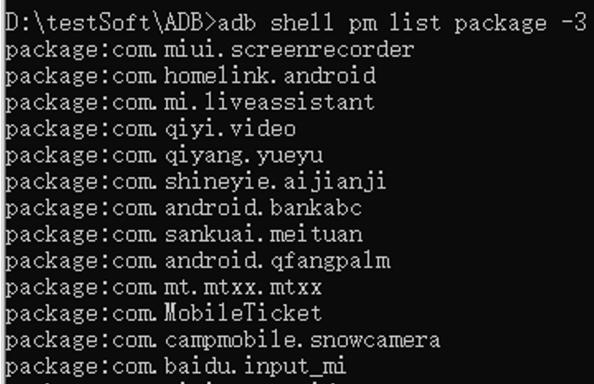 D:\testSoft\ADB>adb shell pm list package -3
package:com.miui.screenrecorder
package:com.homelink.android
package:com.mi.liveassistant
package:com.qiyi.video
package:com.qiyang.yueyu
package:com.shineyie.aijianji
package:com.android.bankabc
package:com.sankuai.meituan
package:com.android.qfangpalm
package:com.mt.mtxx.mtxx
package:com.MobileTicket
package:com.campmobile.snowcamera
package:com.baidu.input_mi